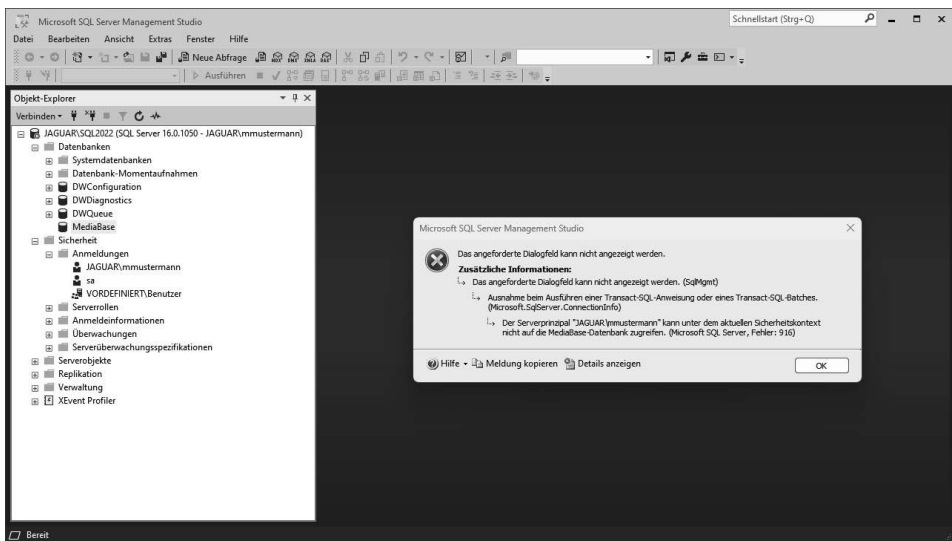 Microsoft SQL Server Management Studio
Schnellstart (Strg+Q)
Datei Bearbeiten Ansicht Extras Fenster Hilfe
Neue Abfrage
Ausführen
Objekt-Explorer
Verbinden
JAGUAR\SQL2022 (SQL Server 16.0.1050 - JAGUAR\mmustermann)
Datenbanken
Systemdatenbanken
Datenbank-Momentaufnahmen
DWConfiguration
DWDiagnostics
DWQueue
MediaBase
Sicherheit
Anmeldungen
JAGUAR\mmustermann
sa
VORDEFINIERT\Benutzer
Serverrollen
Anmeldeinformationen
Überwachungen
Serverüberwachungsspezifikationen
Serverobjekte
Replikation
Verwaltung
XEvent Profiler
Microsoft SQL Server Management Studio
Das angeforderte Dialogfeld kann nicht angezeigt werden.
Zusätzliche Informationen:
Das angeforderte Dialogfeld kann nicht angezeigt werden. (SqlMgmt)
Ausnahme beim Ausführen einer Transact-SQL-Anweisung oder eines Transact-SQL-Batches.
(Microsoft.SqlServer.ConnectionInfo)
Der Serverprinzipal "JAGUAR\mmustermann" kann unter dem aktuellen Sicherheitskontext
nicht auf die MediaBase-Datenbank zugreifen. (Microsoft SQL Server, Fehler: 916)
Hilfe Meldung kopieren Details anzeigen OK
Bereit